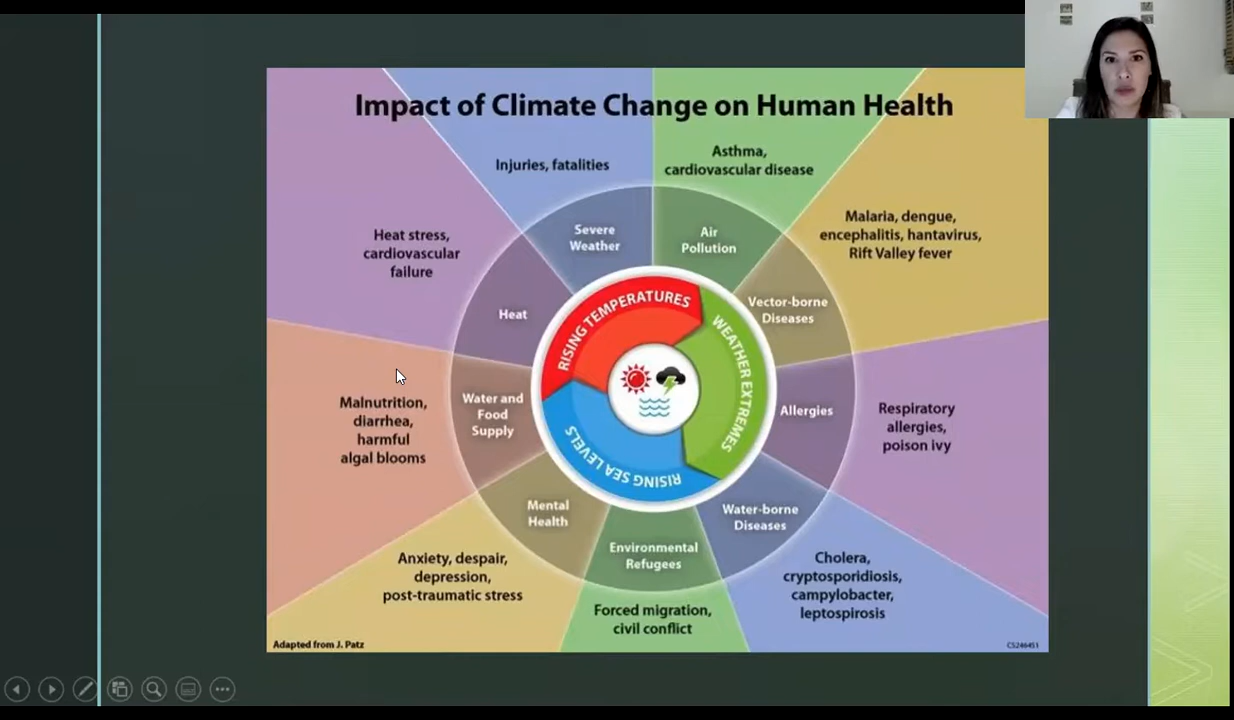 Impact of Climate Change on Human Health
Injuries, fatalities
Asthma,
cardiovascular disease
Malaria, dengue,
encephalitis, hantavirus,
Rift Valley fever
Respiratory
allergies,
poison ivy
Cholera,
cryptosporidiosis,
campylobacter,
leptospirosis
Forced migration,
civil conflict
Anxiety, despair,
depression,
post-traumatic stress
Malnutrition,
diarrhea,
harmful
algal blooms
Heat stress,
cardiovascular
failure
Severe
Weather
Air
Pollution
Vector-borne
Diseases
Allergies
Water-borne
Diseases
Environmental
Refugees
Mental
Health
Water and
Food
Supply
Heat
RISING TEMPERATURES
WEATHER EXTREMES
RISING SEA LEVELS
Adapted from J. Patz
CS246451